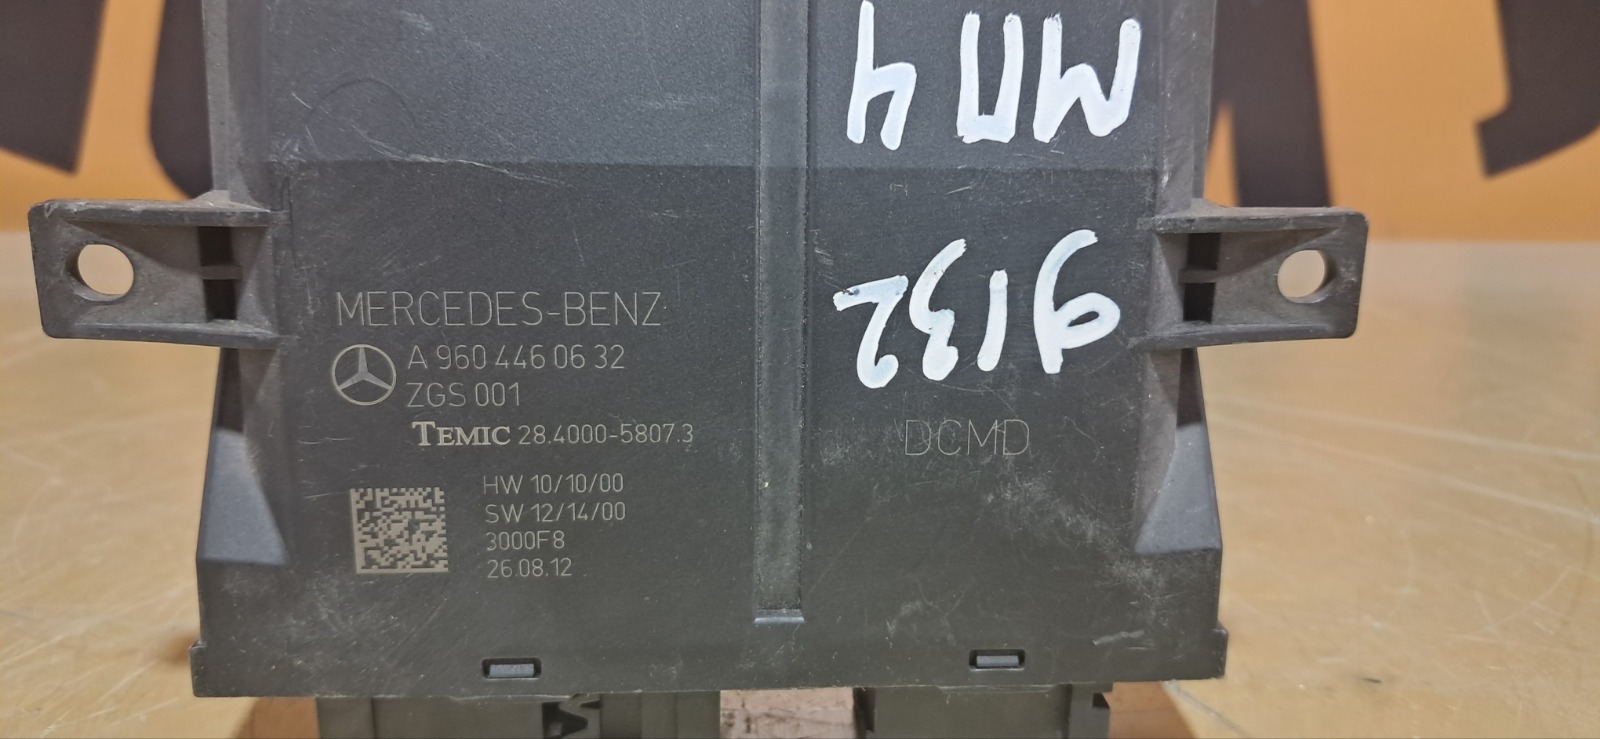 МП4
9132
MERCEDES-BENZ
A 960 446 06 32
ZGS 001
TEMIC 28.4000-5807.3
DCMD
HW 10/10/00
SW 12/14/00
3000F8
26.08.12